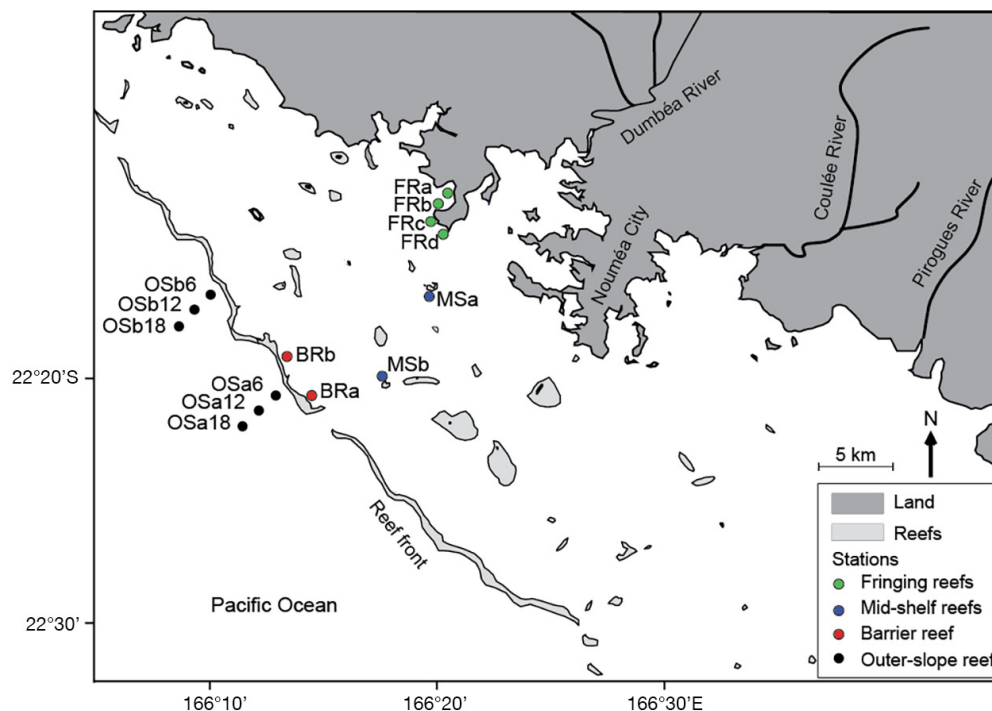 Dumbéa River
Coulée River
Pirogues River
Nouméa City
FRa
FRb
FRc
FRd
MSa
OSb6
OSb12
OSb18
BRb
MSb
22°20'S
OSa6
BRa
OSa12
OSa18
N
5 km
Reef front
Land
Reefs
Stations
Fringing reefs
Mid-shelf reefs
Barrier reef
Outer-slope reef
Pacific Ocean
22°30'
166°10'
166°20'
166°30'E